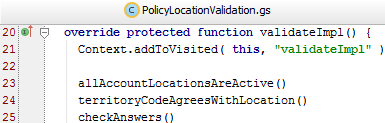 PolicyLocationValidation.gs
20 override protected function validateImpl() {
21 Context.addToVisited( this, "validateImpl" )
22
23 allAccountLocationsAreActive()
24 territoryCodeAgreesWithLocation()
25 checkAnswers()